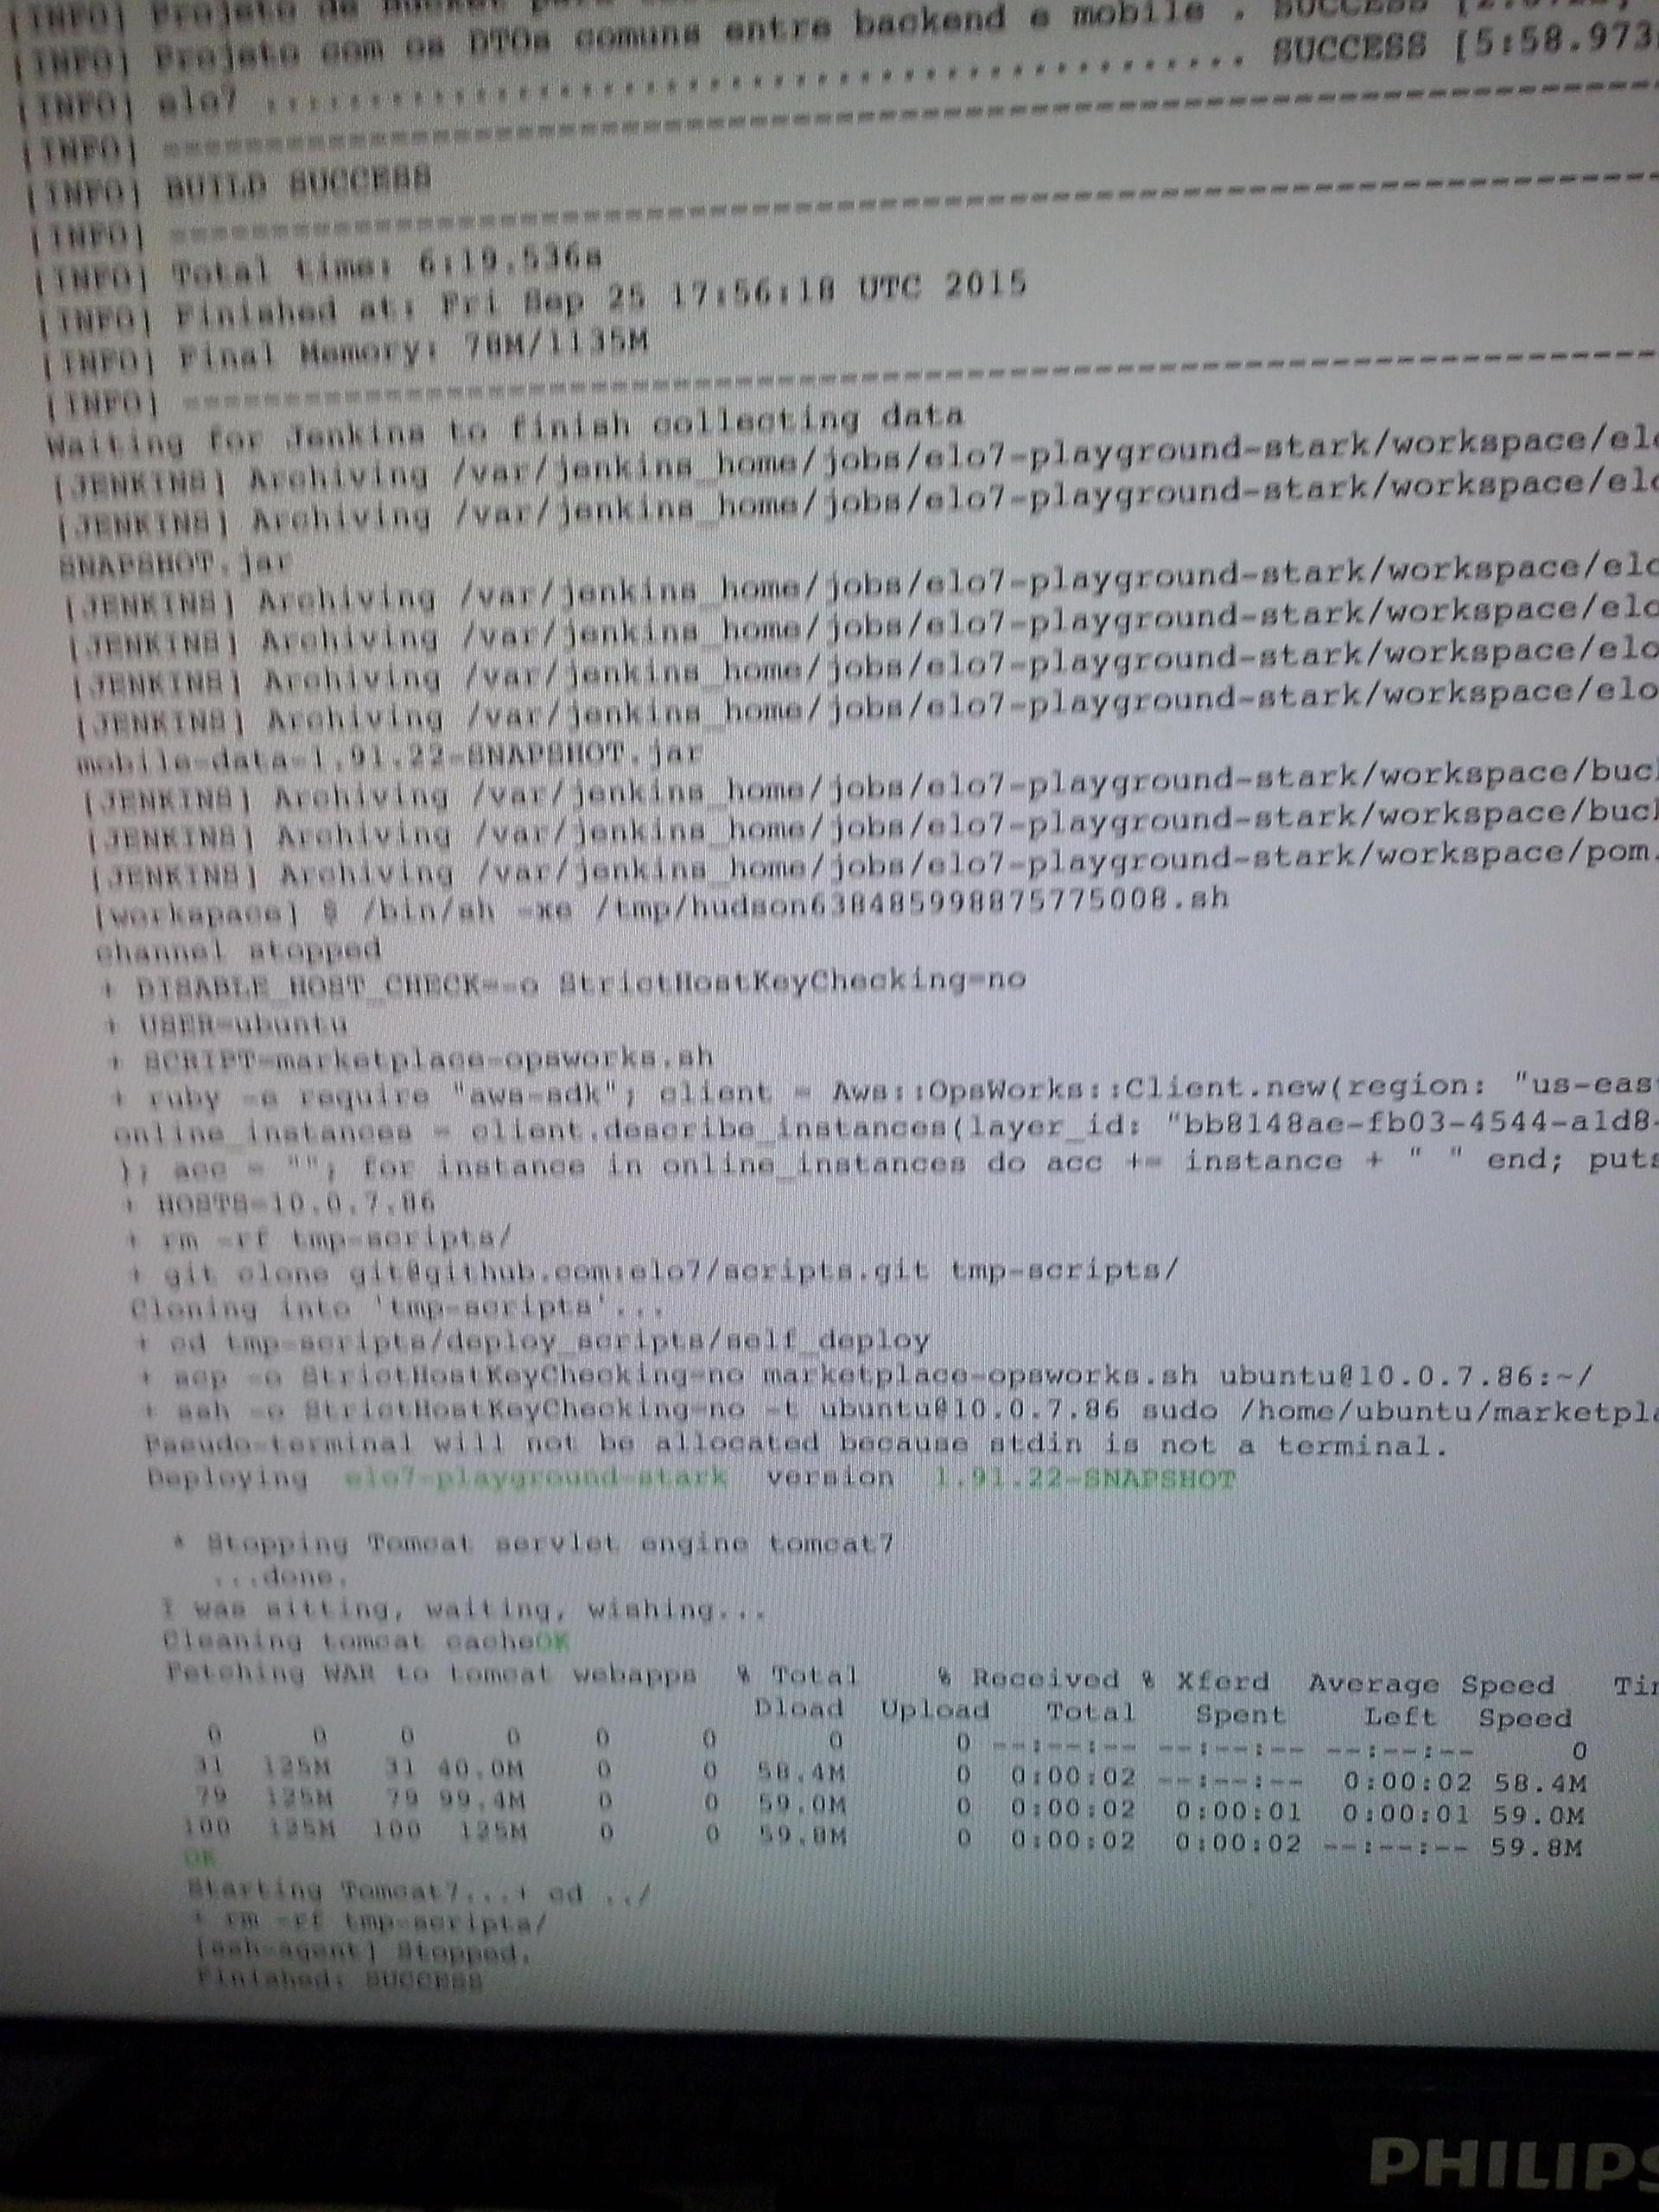 [INFO] Projeto de Bucket para
[INFO] Projeto com os DTOs comuns entre backend e mobile . SUCCESS
[INFO] elo7 ................................................ SUCCESS [5:58.973
[INFO] ------------------------------------------------------------------------
[INFO] BUILD SUCCESS
[INFO] ------------------------------------------------------------------------
[INFO] Total time: 6:19.536s
[INFO] Finished at: Fri Sep 25 17:56:18 UTC 2015
[INFO] Final Memory: 78M/1135M
[INFO] ------------------------------------------------------------------------
Waiting for Jenkins to finish collecting data
[JENKINS] Archiving /var/jenkins_home/jobs/elo7-playground-stark/workspace/elo
[JENKINS] Archiving /var/jenkins_home/jobs/elo7-playground-stark/workspace/elo
SNAPSHOT.jar
[JENKINS] Archiving /var/jenkins_home/jobs/elo7-playground-stark/workspace/elo
[JENKINS] Archiving /var/jenkins_home/jobs/elo7-playground-stark/workspace/elo
[JENKINS] Archiving /var/jenkins_home/jobs/elo7-playground-stark/workspace/elo
[JENKINS] Archiving /var/jenkins_home/jobs/elo7-playground-stark/workspace/elo
mobile-data-1.91.22-SNAPSHOT.jar
[JENKINS] Archiving /var/jenkins_home/jobs/elo7-playground-stark/workspace/buc
[JENKINS] Archiving /var/jenkins_home/jobs/elo7-playground-stark/workspace/buc
[JENKINS] Archiving /var/jenkins_home/jobs/elo7-playground-stark/workspace/pom.
[workspace] $ /bin/sh -xe /tmp/hudson638485998875775008.sh
channel stopped
+ DISABLE_HOST_CHECK=-o StrictHostKeyChecking=no
+ USER=ubuntu
+ SCRIPT=marketplace-opsworks.sh
+ ruby -e require "aws-sdk"; client = Aws::OpsWorks::Client.new(region: "us-eas
online_instances = client.describe_instances(layer_id: "bb8148ae-fb03-4544-a1d8-
); acc = ""; for instance in online_instances do acc += instance + " " end; puts
+ HOSTS=10.0.7.86
+ rm -rf tmp-scripts/
+ git clone git@github.com:elo7/scripts.git tmp-scripts/
Cloning into 'tmp-scripts'...
+ cd tmp-scripts/deploy_scripts/self_deploy
+ scp -o StrictHostKeyChecking=no marketplace-opsworks.sh ubuntu@10.0.7.86:~/
+ ssh -o StrictHostKeyChecking=no -t ubuntu@10.0.7.86 sudo /home/ubuntu/marketpla
Pseudo-terminal will not be allocated because stdin is not a terminal.
Deploying elo7-playground-stark version 1.91.22-SNAPSHOT
* Stopping Tomcat servlet engine tomcat7
...done.
I was sitting, waiting, wishing...
Cleaning tomcat cacheOK
Fetching WAR to tomcat webapps % Total % Received % Xferd Average Speed Tim
Dload Upload Total Spent Left Speed
0 0 0 0 0 0 0 0 --:--:-- --:--:-- --:--:-- 0
31 125M 31 40.0M 0 0 58.4M 0 0:00:02 --:--:-- 0:00:02 58.4M
79 125M 79 99.4M 0 0 59.0M 0 0:00:02 0:00:01 0:00:01 59.0M
100 125M 100 125M 0 0 59.8M 0 0:00:02 0:00:02 --:--:-- 59.8M
OK
Starting Tomcat7...+ cd ../
+ rm -rf tmp-scripts/
[ssh-agent] Stopped.
Finished: SUCCESS
PHILIPS